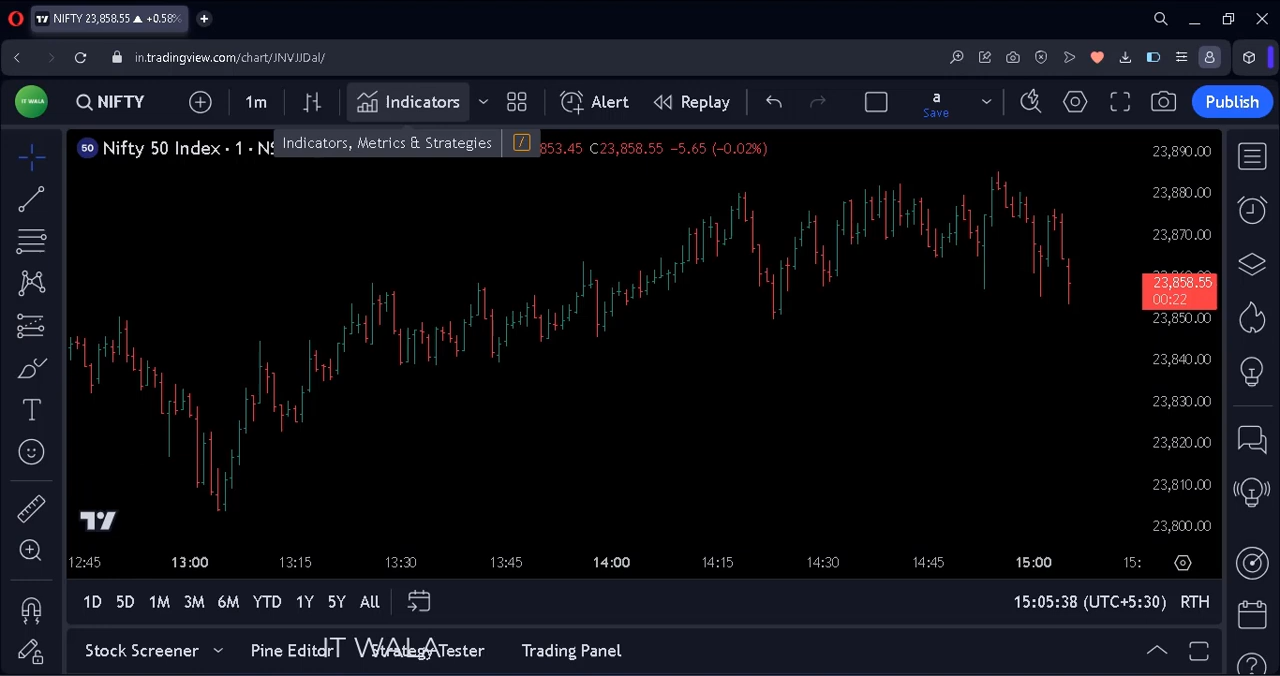 NIFTY 23,858.55 ▲ +0.58%
in.tradingview.com/chart/JNVJJDal/
IT WALA
NIFTY
1m
Indicators
Alert
Replay
a
Save
Publish
50
Nifty 50 Index · 1 · NS
Indicators, Metrics & Strategies
/
853.45 C23,858.55 −5.65 (−0.02%)
23,890.00
23,880.00
23,870.00
23,858.55
00:22
23,850.00
23,840.00
23,830.00
23,820.00
23,810.00
23,800.00
12:45 13:00 13:15 13:30 13:45 14:00 14:15 14:30 14:45 15:00 15:
1D 5D 1M 3M 6M YTD 1Y 5Y All
15:05:38 (UTC+5:30) RTH
Stock Screener Pine Editor Strategy Tester Trading Panel
IT WALA